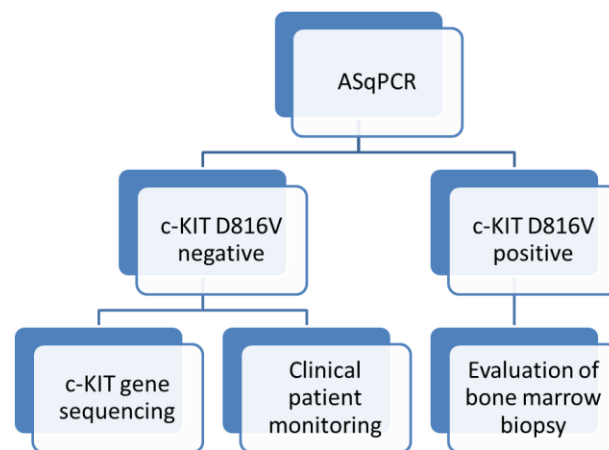 ASqPCR
c-KIT D816V
negative
c-KIT D816V
positive
c-KIT gene
sequencing
Clinical
patient
monitoring
Evaluation of
bone marrow
biopsy